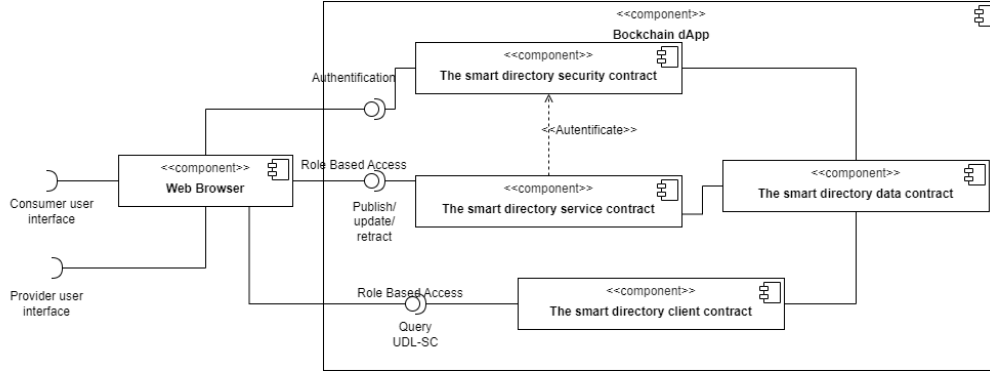 <<component>>
Bockchain dApp
<<component>>
The smart directory security contract
Authentification
<<Autentificate>>
<<component>>
Web Browser
Role Based Access
<<component>>
The smart directory service contract
<<component>>
The smart directory data contract
Consumer user
interface
Publish/
update/
retract
Provider user
interface
Role Based Access
<<component>>
The smart directory client contract
Query
UDL-SC